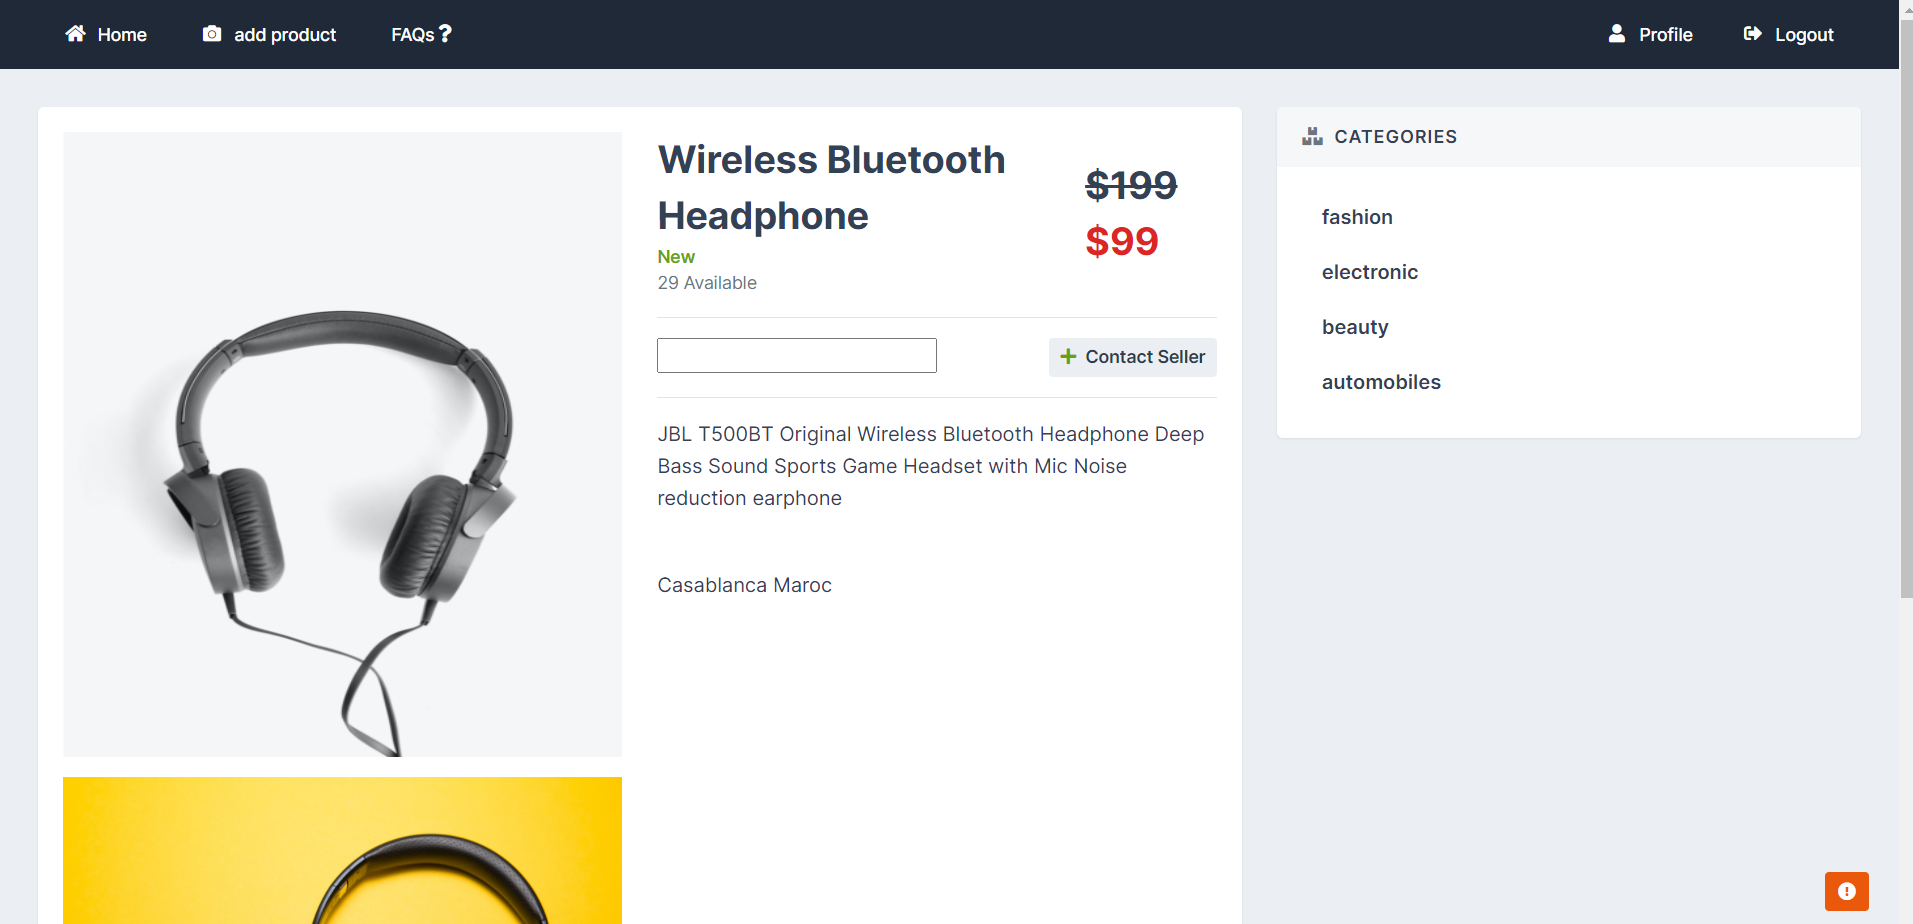 Home
add product
FAQs ?
Profile
Logout
Wireless Bluetooth
Headphone
New
29 Available
$199
$99
Contact Seller
JBL T500BT Original Wireless Bluetooth Headphone Deep
Bass Sound Sports Game Headset with Mic Noise
reduction earphone
Casablanca Maroc
CATEGORIES
fashion
electronic
beauty
automobiles